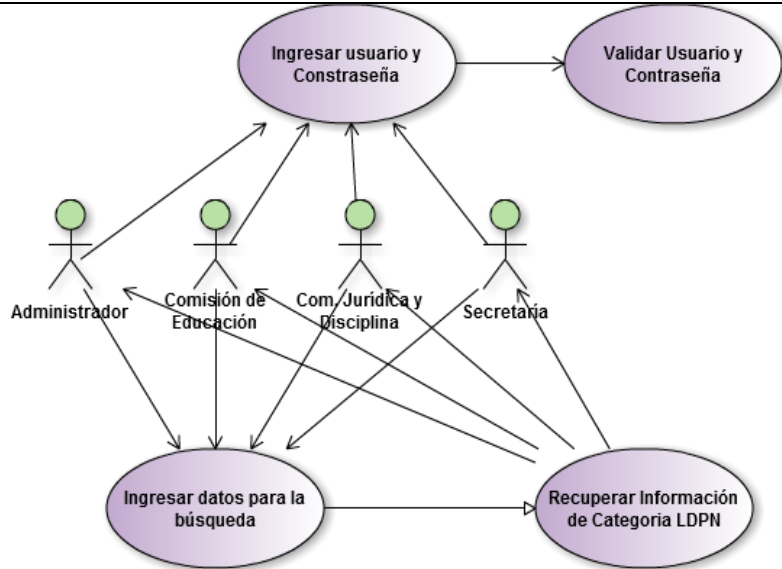 Ingresar usuario y
Constraseña
Validar Usuario y
Contraseña
Administrador
Comisión de
Educación
Com. Jurídica y
Disciplina
Secretaría
Ingresar datos para la
búsqueda
Recuperar Información
de Categoria LDPN